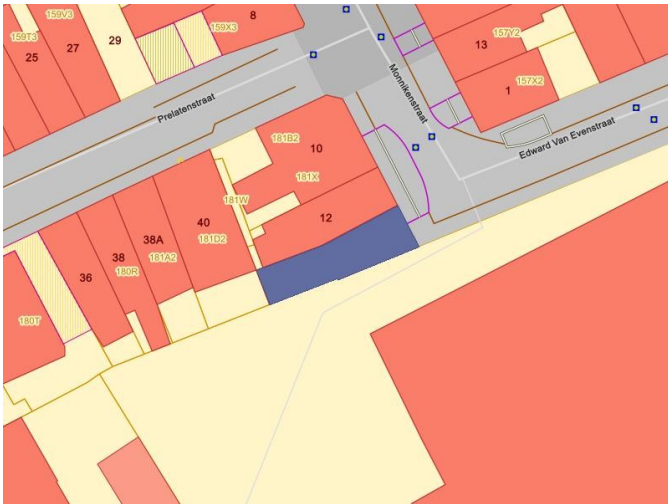 159T3
25
159V3
27
29
159X3
8
13
157Y2
1
157X2
Prelatenstraat
Monnikenstraat
Edward Van Evenstraat
181B2
10
181X
12
181W
40
181D2
38A
181A2
38
180R
36
180T